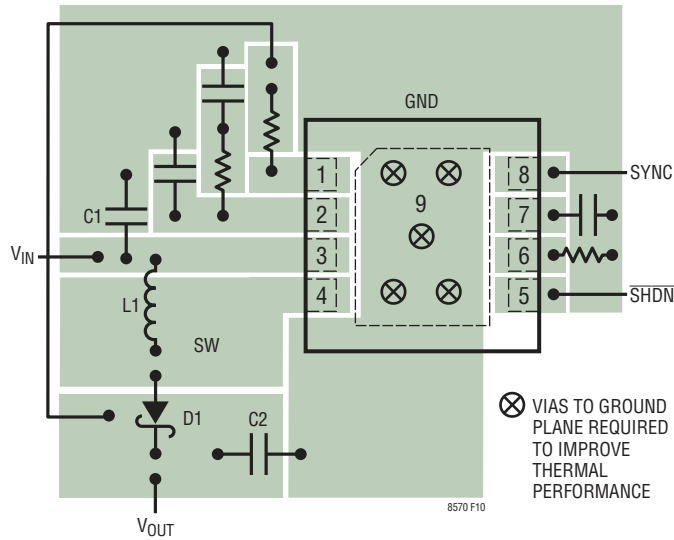 GND
1
8
SYNC
2
9
7
C1
VIN
3
6
4
5
SHDN
L1
SW
D1
C2
VIAS TO GROUND
PLANE REQUIRED
TO IMPROVE
THERMAL
PERFORMANCE
8570 F10
VOUT